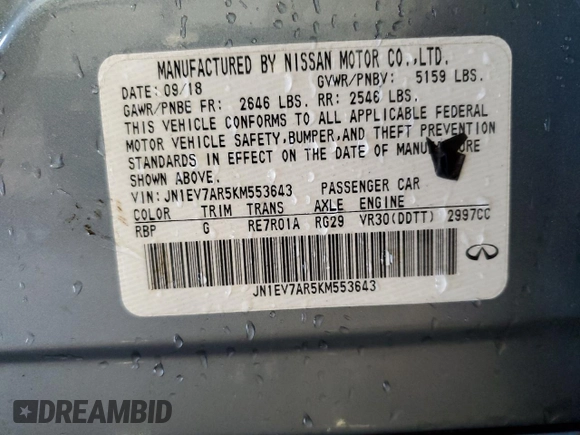 MANUFACTURED BY NISSAN MOTOR CO.,LTD.
DATE: 09/18 GVWR/PNBV: 5159 LBS.
GAWR/PNBE FR: 2646 LBS. RR: 2546 LBS.
THIS VEHICLE CONFORMS TO ALL APPLICABLE FEDERAL
MOTOR VEHICLE SAFETY,BUMPER,AND THEFT PREVENTION
STANDARDS IN EFFECT ON THE DATE OF MANUFACTURE
SHOWN ABOVE.
VIN:JN1EV7AR5KM553643 PASSENGER CAR
COLOR TRIM TRANS AXLE ENGINE
RBP G RE7R01A RG29 VR30(DDTT) 2997CC
JN1EV7AR5KM553643
DREAMBID